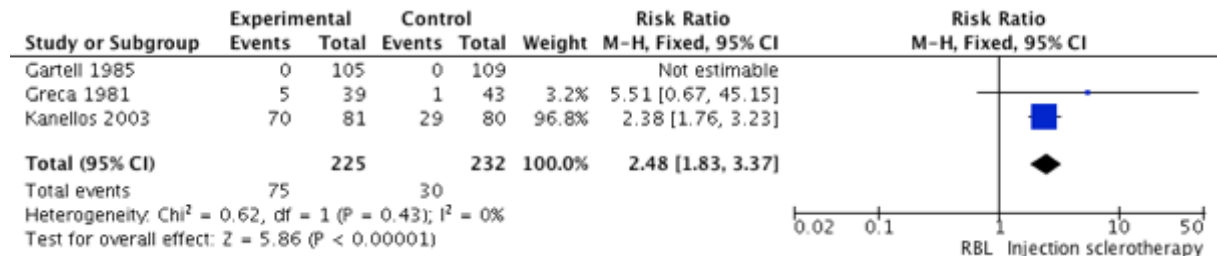 Experimental Control Risk Ratio Risk Ratio
Study or Subgroup Events Total Events Total Weight M-H, Fixed, 95% CI M-H, Fixed, 95% CI
Gartell 1985 0 105 0 109 Not estimable
Greca 1981 5 39 1 43 3.2% 5.51 [0.67, 45.15]
Kanellos 2003 70 81 29 80 96.8% 2.38 [1.76, 3.23]
Total (95% CI) 225 232 100.0% 2.48 [1.83, 3.37]
Total events 75 30
Heterogeneity: Chi² = 0.62, df = 1 (P = 0.43); I² = 0%
Test for overall effect: Z = 5.86 (P < 0.00001)
0.02 0.1 1 10 50
RBL Injection sclerotherapy